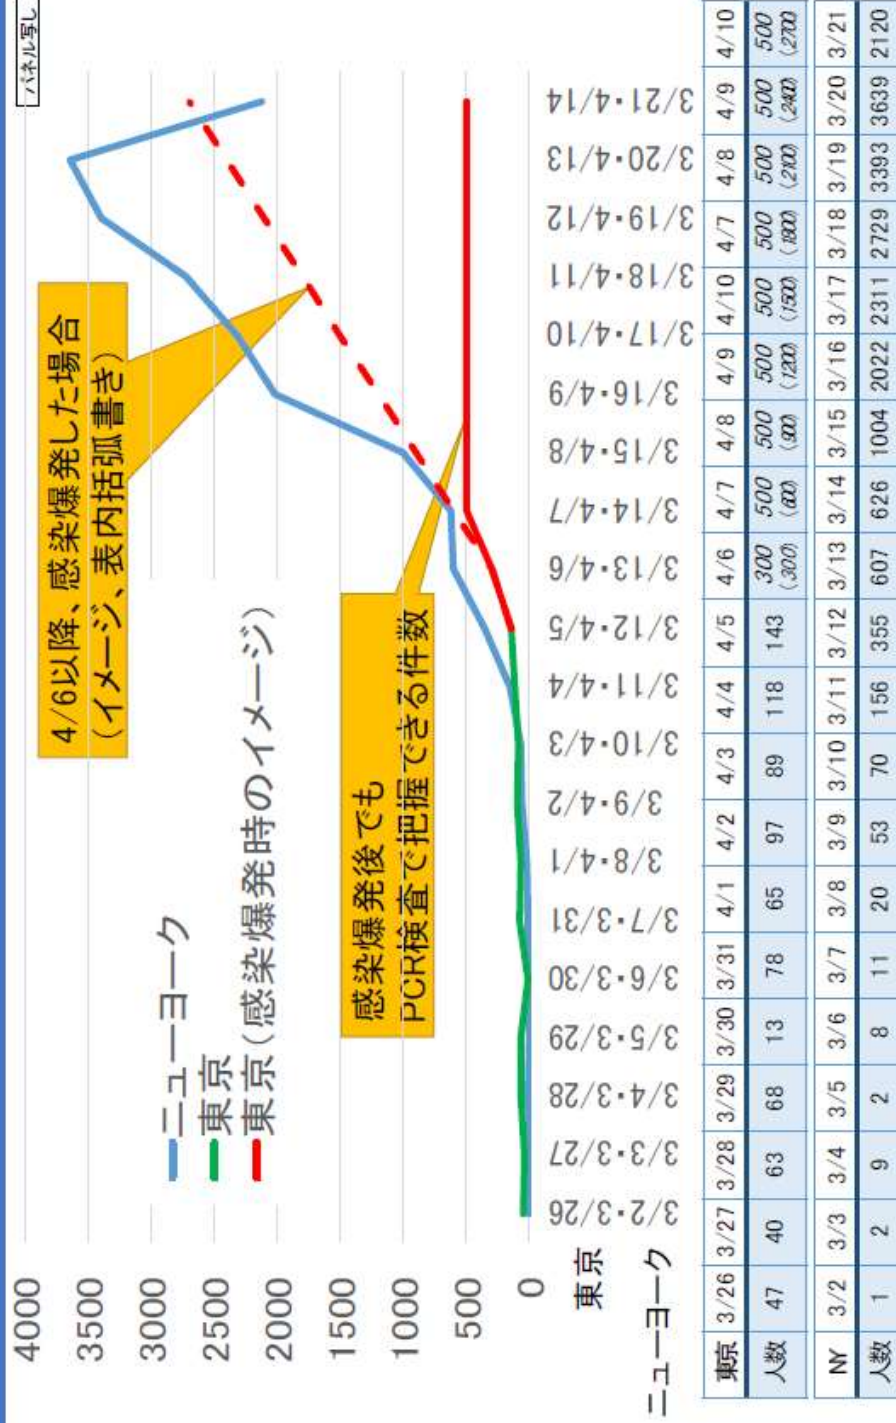 パネル写し
4/6以降、感染爆発した場合
(イメージ、表内括弧書き)
ニューヨーク
東京
東京(感染爆発時のイメージ)
感染爆発後でも
PCR検査で把握できる件数
4000
3500
3000
2500
2000
1500
1000
500
0
東京
ニューヨーク
3/2・3/26
3/3・3/27
3/4・3/28
3/5・3/29
3/6・3/30
3/7・3/31
3/8・4/1
3/9・4/2
3/10・4/3
3/11・4/4
3/12・4/5
3/13・4/6
3/14・4/7
3/15・4/8
3/16・4/9
3/17・4/10
3/18・4/11
3/19・4/12
3/20・4/13
3/21・4/14
東京 3/26 3/27 3/28 3/29 3/30 3/31 4/1 4/2 4/3 4/4 4/5 4/6 4/7 4/8 4/9 4/10 4/7 4/8 4/9 4/10
人数 47 40 63 68 13 78 65 97 89 118 143 300 500 500 500 500 500 500 500 500
(300) (600) (900) (1200) (1500) (1800) (2100) (2400) (2700)
NY 3/2 3/3 3/4 3/5 3/6 3/7 3/8 3/9 3/10 3/11 3/12 3/13 3/14 3/15 3/16 3/17 3/18 3/19 3/20 3/21
人数 1 2 9 2 8 11 20 53 70 156 355 607 626 1004 2022 2311 2729 3393 3639 2120